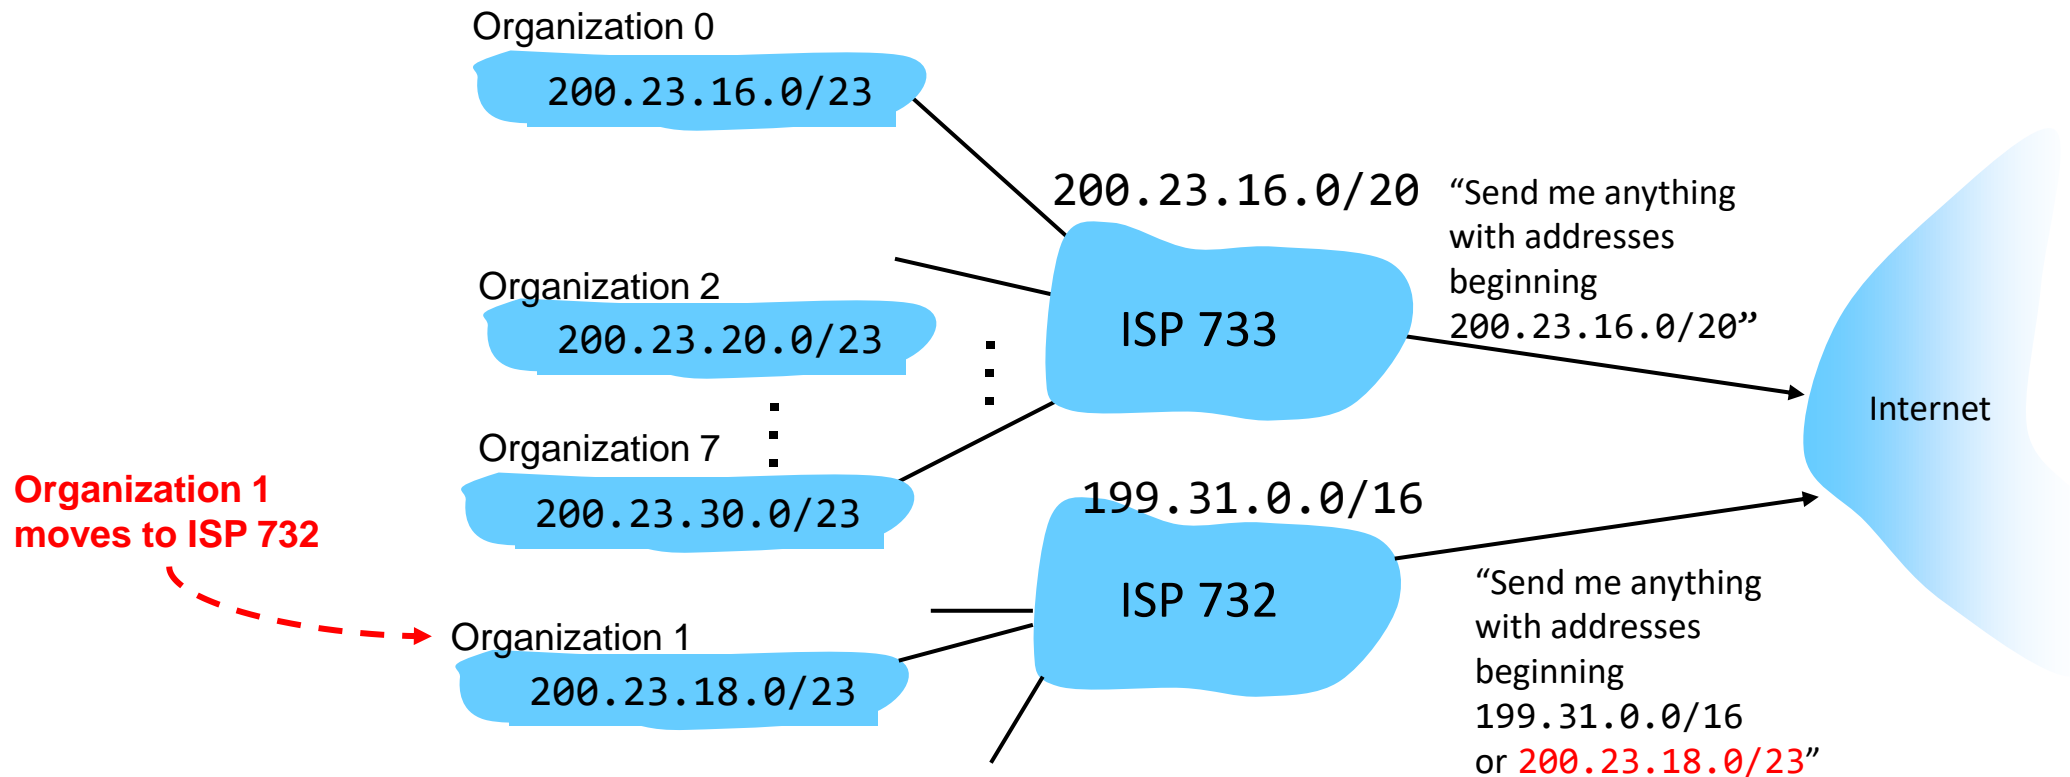 Organization 0
200.23.16.0/23
200.23.16.0/20
“Send me anything
with addresses
beginning
200.23.16.0/20”
Organization 2
200.23.20.0/23
ISP 733
Internet
Organization 7
200.23.30.0/23
Organization 1
moves to ISP 732
199.31.0.0/16
ISP 732
“Send me anything
with addresses
beginning
199.31.0.0/16
or 200.23.18.0/23”
Organization 1
200.23.18.0/23